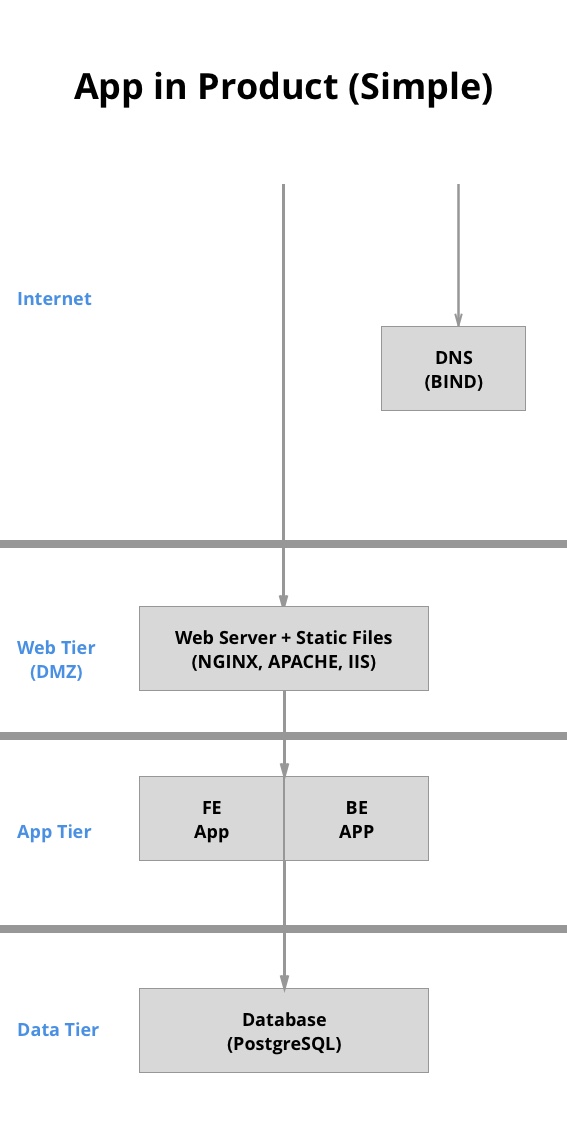 App in Product (Simple)
Internet
DNS
(BIND)
Web Server + Static Files
(NGINX, APACHE, IIS)
Web Tier
(DMZ)
FE
App
BE
APP
App Tier
Database
(PostgreSQL)
Data Tier